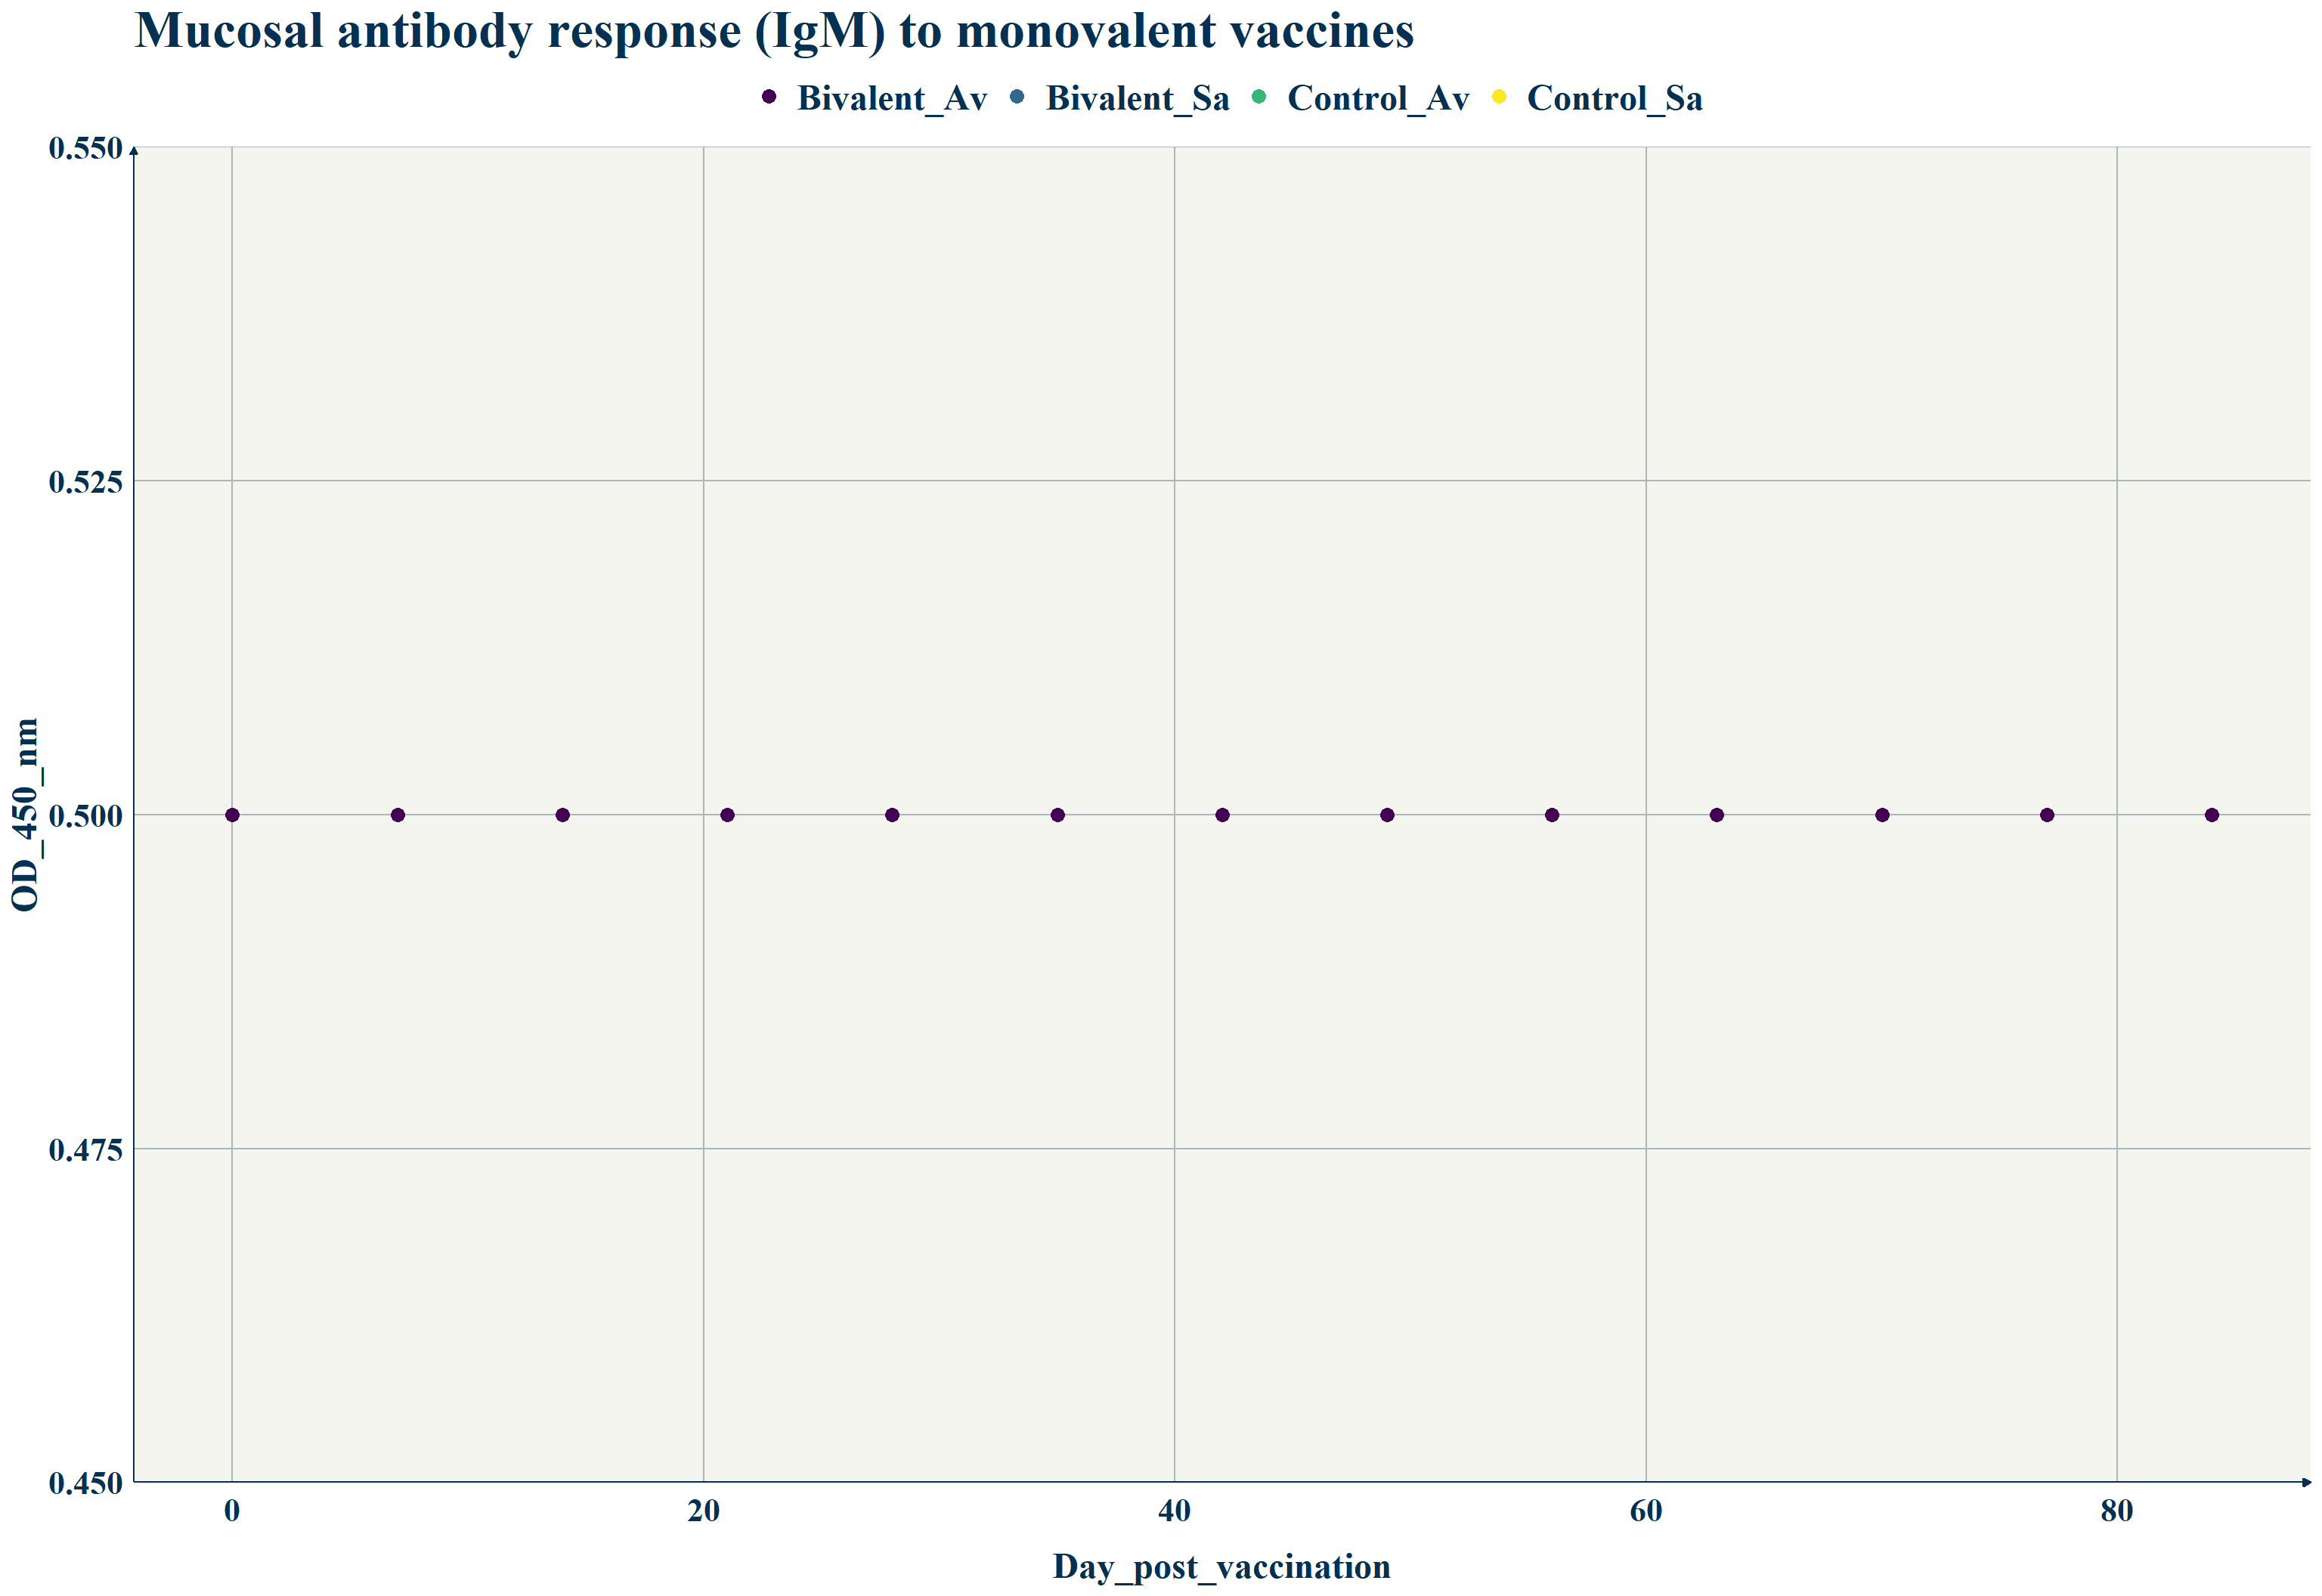 Mucosal antibody response (IgM) to monovalent vaccines
Bivalent_Av Bivalent_Sa Control_Av Control_Sa
0.550
0.525
0.500
0.475
0.450
OD_450_nm
0 20 40 60 80
Day_post_vaccination